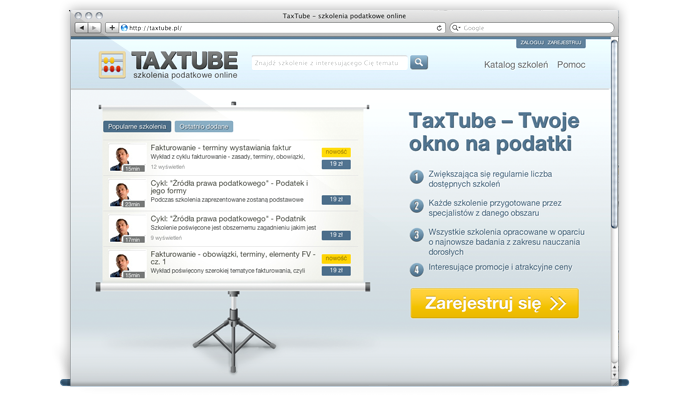 TaxTube – szkolenia podatkowe online
http://taxtube.pl/
Google
ZALOGUJ ZAREJESTRUJ
TAXTUBE
szkolenia podatkowe online
Znajdź szkolenie z interesującego Cię tematu...
Katalog szkoleń Pomoc
Popularne szkolenia Ostatnio dodane
Fakturowanie - terminy wystawiania faktur
Wykład z cyklu fakturowanie - zasady, terminy, obowiązki,
12 wyświetleń
15min
nowość
19 zł
Cykl: "Źródła prawa podatkowego" - Podatek i
jego formy
Podczas szkolenia zaprezentowane zostaną podstawowe
23min
19 zł
Cykl: "Źródła prawa podatkowego" - Podatnik
Szkolenie poświęcone jest obszernemu zagadnieniu jakim jest
9 wyświetleń
17min
19 zł
Fakturowanie - obowiązki, terminy, elementy FV -
cz. 1
Wykład poświęcony szerokiej tematyce fakturowania, czyli
15min
nowość
19 zł
TaxTube – Twoje
okno na podatki
1 Zwiększająca się regularnie liczba
dostępnych szkoleń
2 Każde szkolenie przygotowane przez
specjalistów z danego obszaru
3 Wszystkie szkolenia opracowane w oparciu
o najnowsze badania z zakresu nauczania
dorosłych
4 Interesujące promocje i atrakcyjne ceny
Zarejestruj się